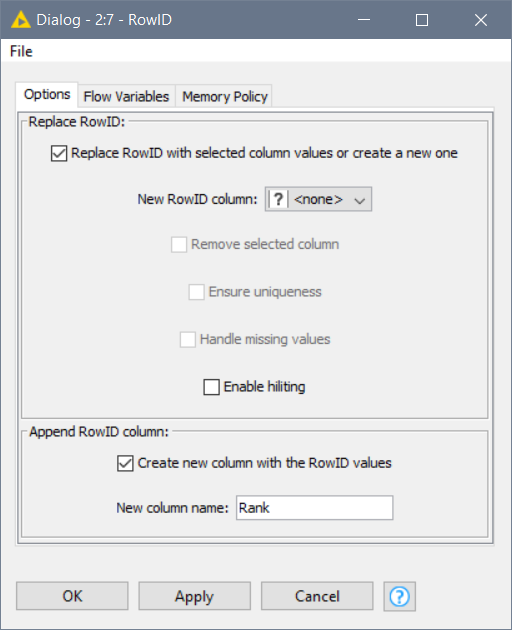 Dialog - 2:7 - RowID
File
Options Flow Variables Memory Policy
Replace RowID:
Replace RowID with selected column values or create a new one
New RowID column: ? <none>
Remove selected column
Ensure uniqueness
Handle missing values
Enable hiliting
Append RowID column:
Create new column with the RowID values
New column name: Rank
OK Apply Cancel ?